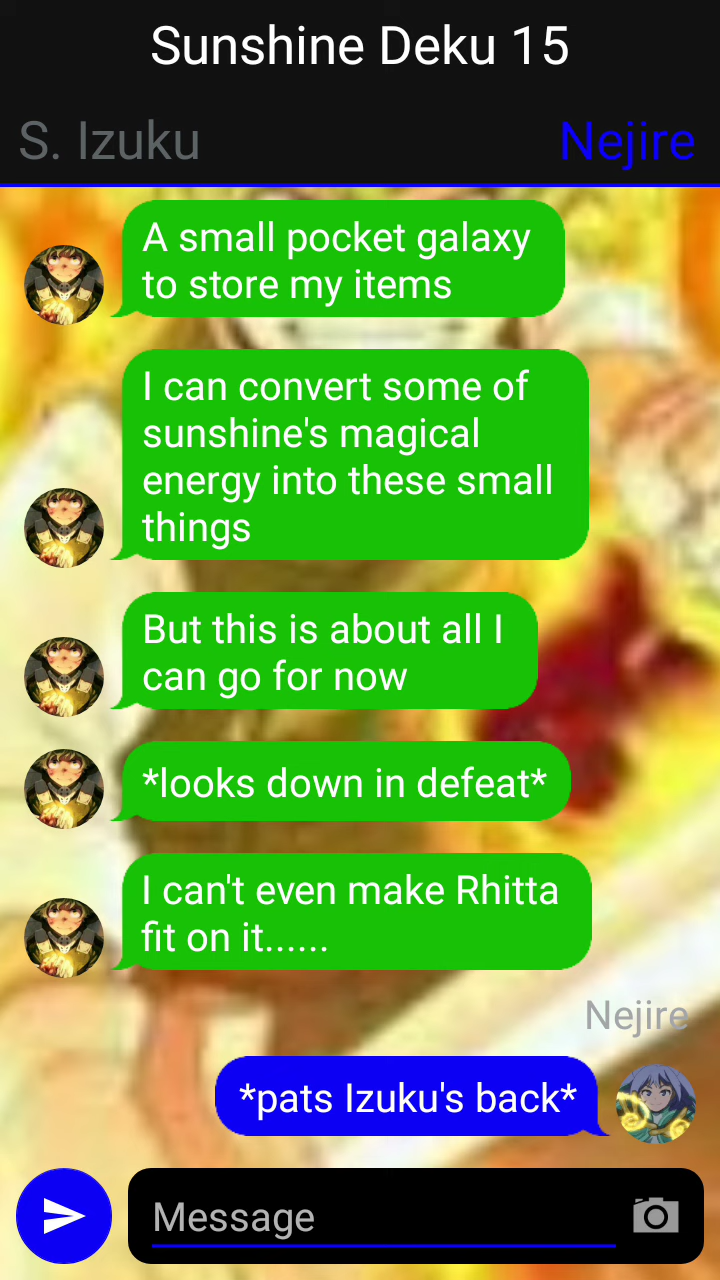 Sunshine Deku 15
S. Izuku
Nejire
A small pocket galaxy
to store my items
I can convert some of
sunshine's magical
energy into these small
things
But this is about all I
can go for now
*looks down in defeat*
I can't even make Rhitta
fit on it......
Nejire
*pats Izuku's back*
Message